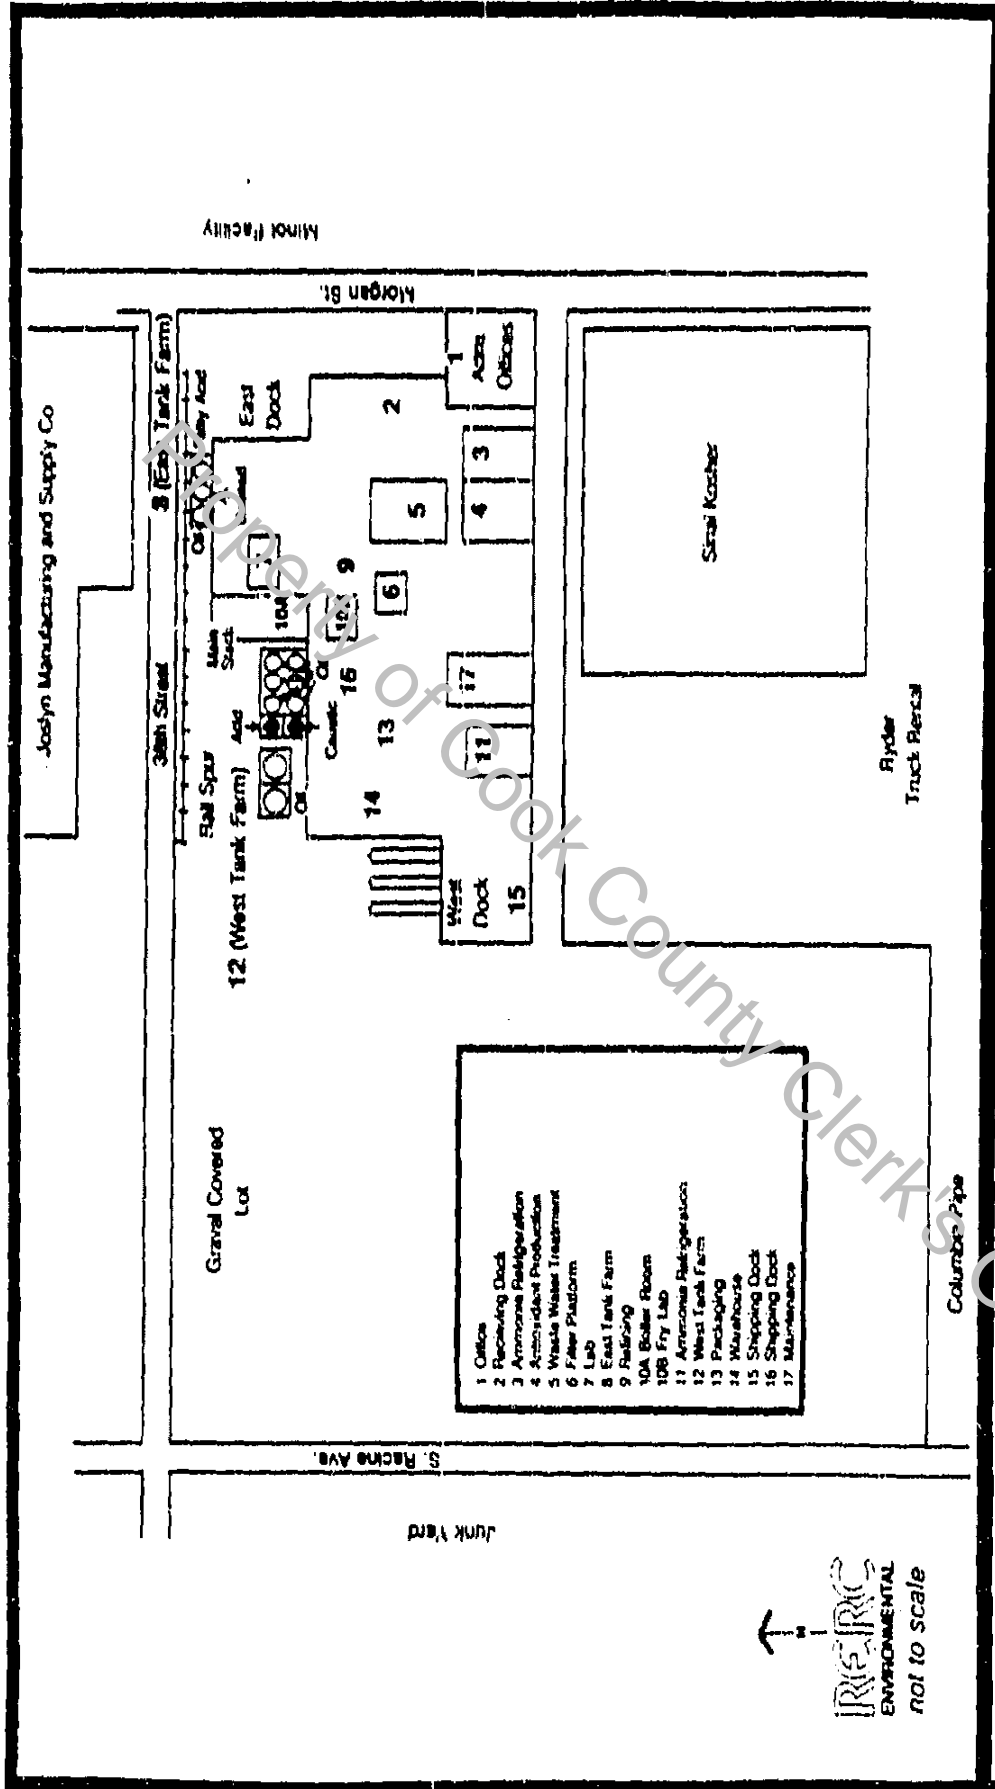 Joslyn Manufacturing and Supply Co
38th Street
8 (East Tank Farm)
Minot Facility
Morgan St.
Rail Spur
Main
Stack
Acid
Oil
Caustic
Oil
12 (West Tank Farm)
East
Dock
1
Acme
Offices
2
3
4
5
6
9
10A
13
14
15
16
17
11
West
Dock
Gravel Covered
Lot
Sinai Kosher
Ryder
Truck Rental
1 Office
2 Receiving Dock
3 Ammonia Refrigeration
4 Antioxidant Production
5 Waste Water Treatment
6 Filter Platform
7 Lab
8 East Tank Farm
9 Refining
10A Boiler Room
10B Fry Lab
11 Ammonia Refrigeration
12 West Tank Farm
13 Packaging
14 Warehouse
15 Shipping Dock
16 Shipping Dock
17 Maintenance
Columbia Pipe
S. Racine Ave.
Junk Yard
N
RERC
ENVIRONMENTAL
not to scale
Property of Cook County Clerk's